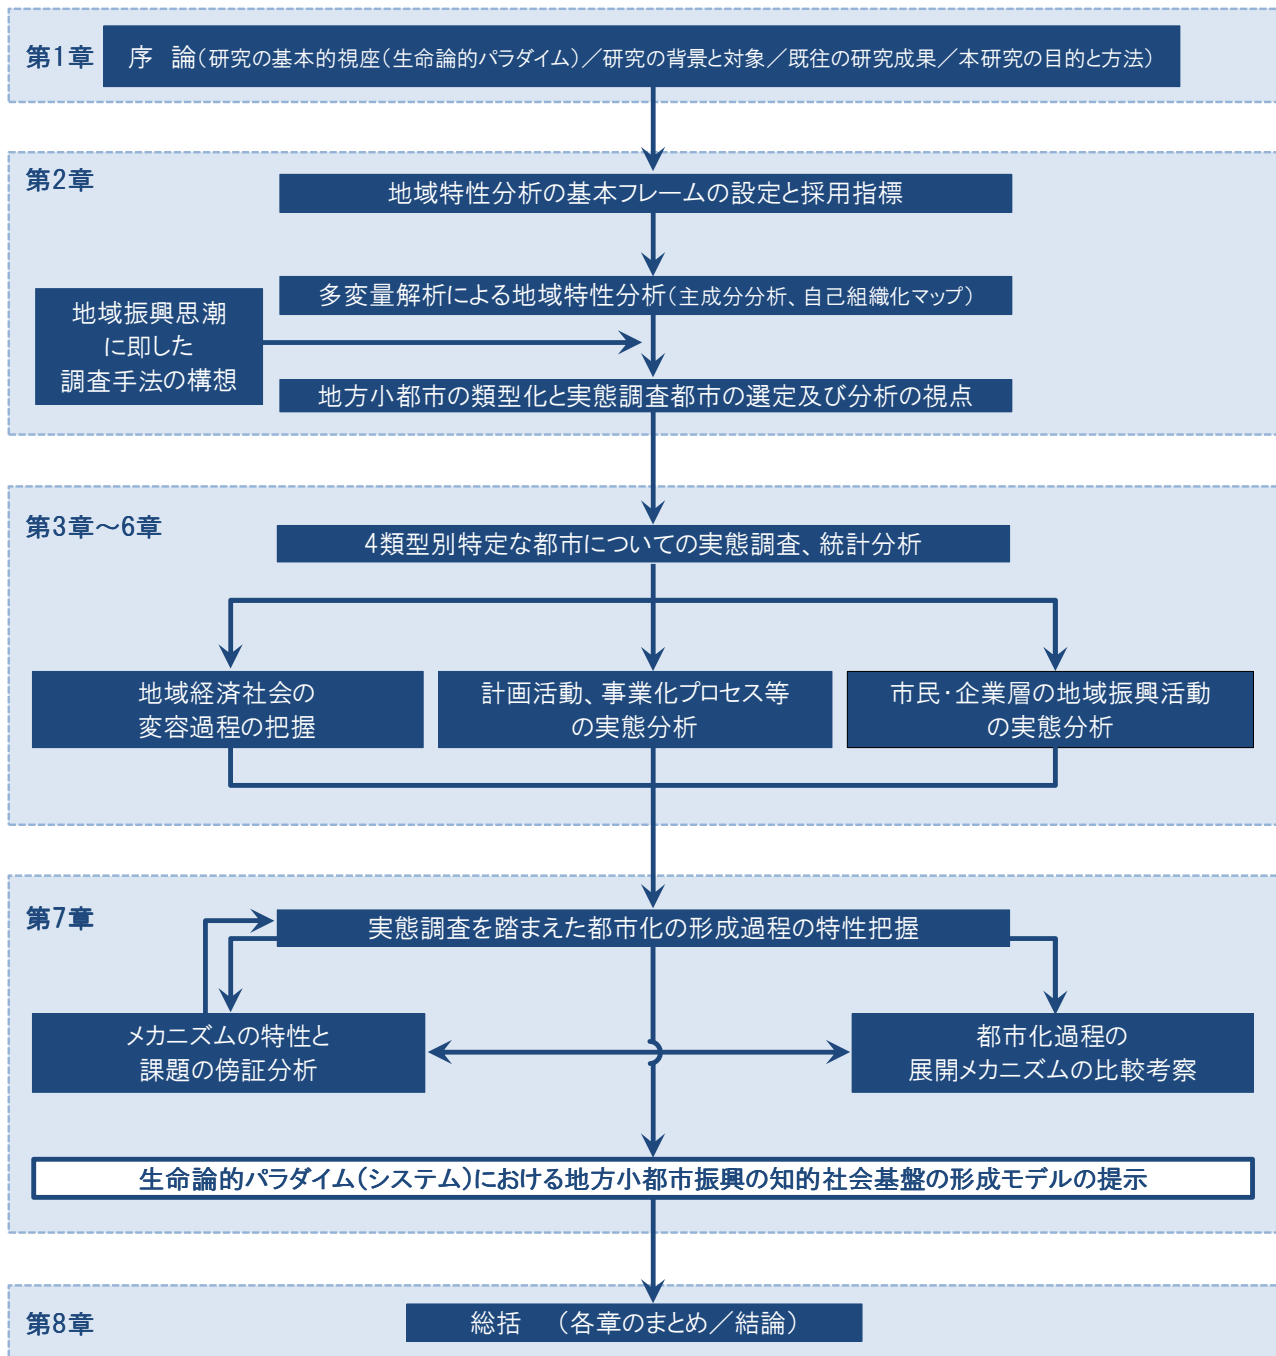 第1章
序　論（研究の基本的視座（生命論的パラダイム）／研究の背景と対象／既往の研究成果／本研究の目的と方法）
第2章
地域特性分析の基本フレームの設定と採用指標
多変量解析による地域特性分析（主成分分析、自己組織化マップ）
地域振興思潮
に即した
調査手法の構想
地方小都市の類型化と実態調査都市の選定及び分析の視点
第3章～6章
4類型別特定な都市についての実態調査、統計分析
地域経済社会の
変容過程の把握
計画活動、事業化プロセス等
の実態分析
市民・企業層の地域振興活動
の実態分析
第7章
実態調査を踏まえた都市化の形成過程の特性把握
メカニズムの特性と
課題の傍証分析
都市化過程の
展開メカニズムの比較考察
生命論的パラダイム（システム）における地方小都市振興の知的社会基盤の形成モデルの提示
第8章
総括　（各章のまとめ／結論）